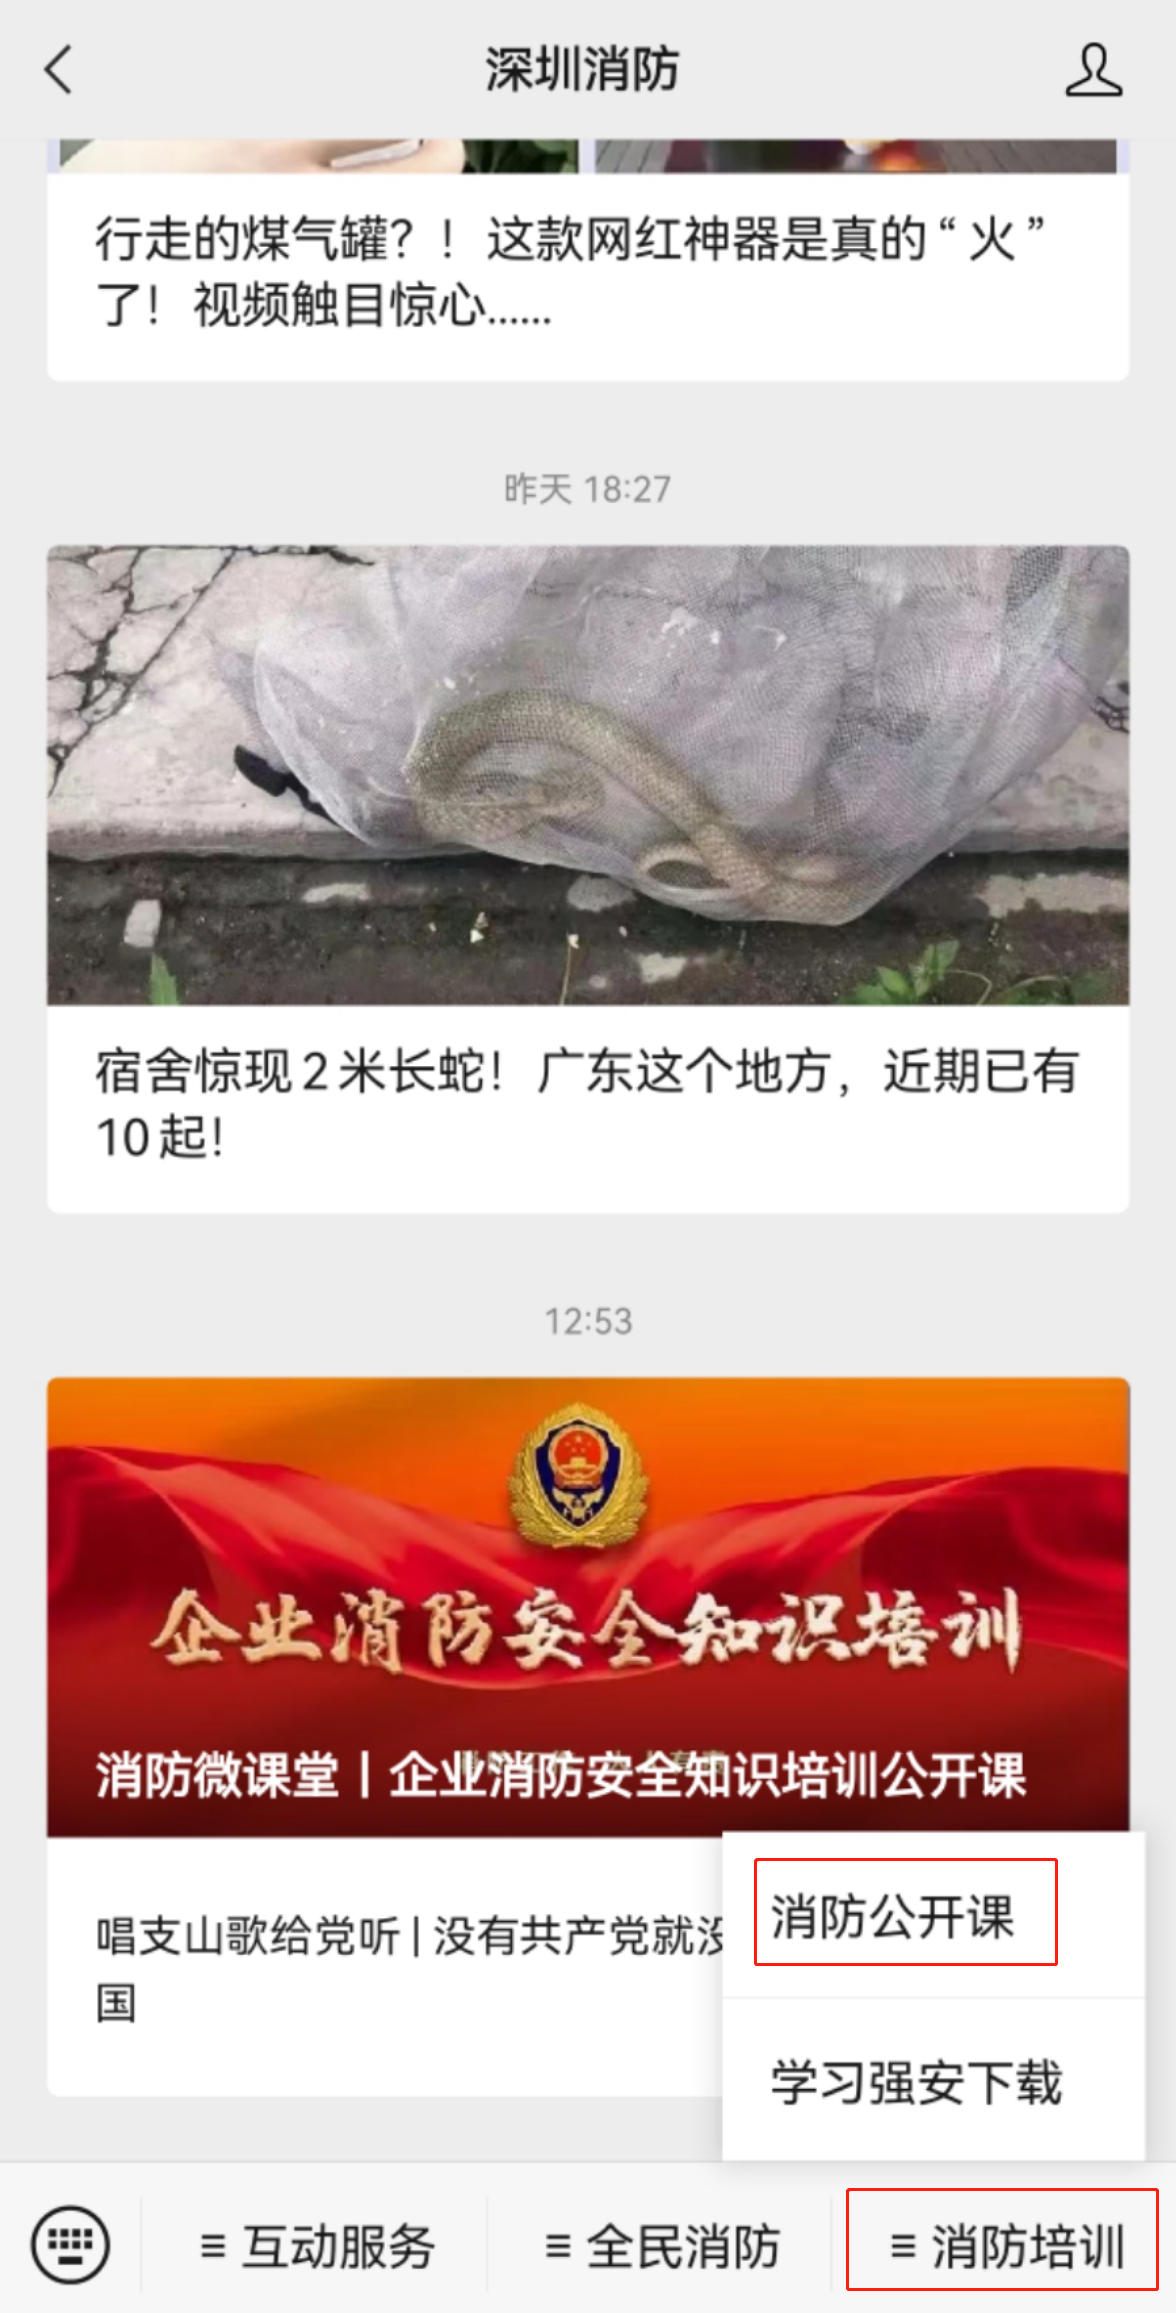 深圳消防
行走的煤气罐？！这款网红神器是真的“火”
了！视频触目惊心……
昨天 18:27
宿舍惊现2米长蛇！广东这个地方，近期已有
10起！
12:53
企业消防安全知识培训
消防微课堂丨企业消防安全知识培训公开课
唱支山歌给党听 | 没有共产党就没
国
消防公开课
学习强安下载
互动服务
全民消防
消防培训